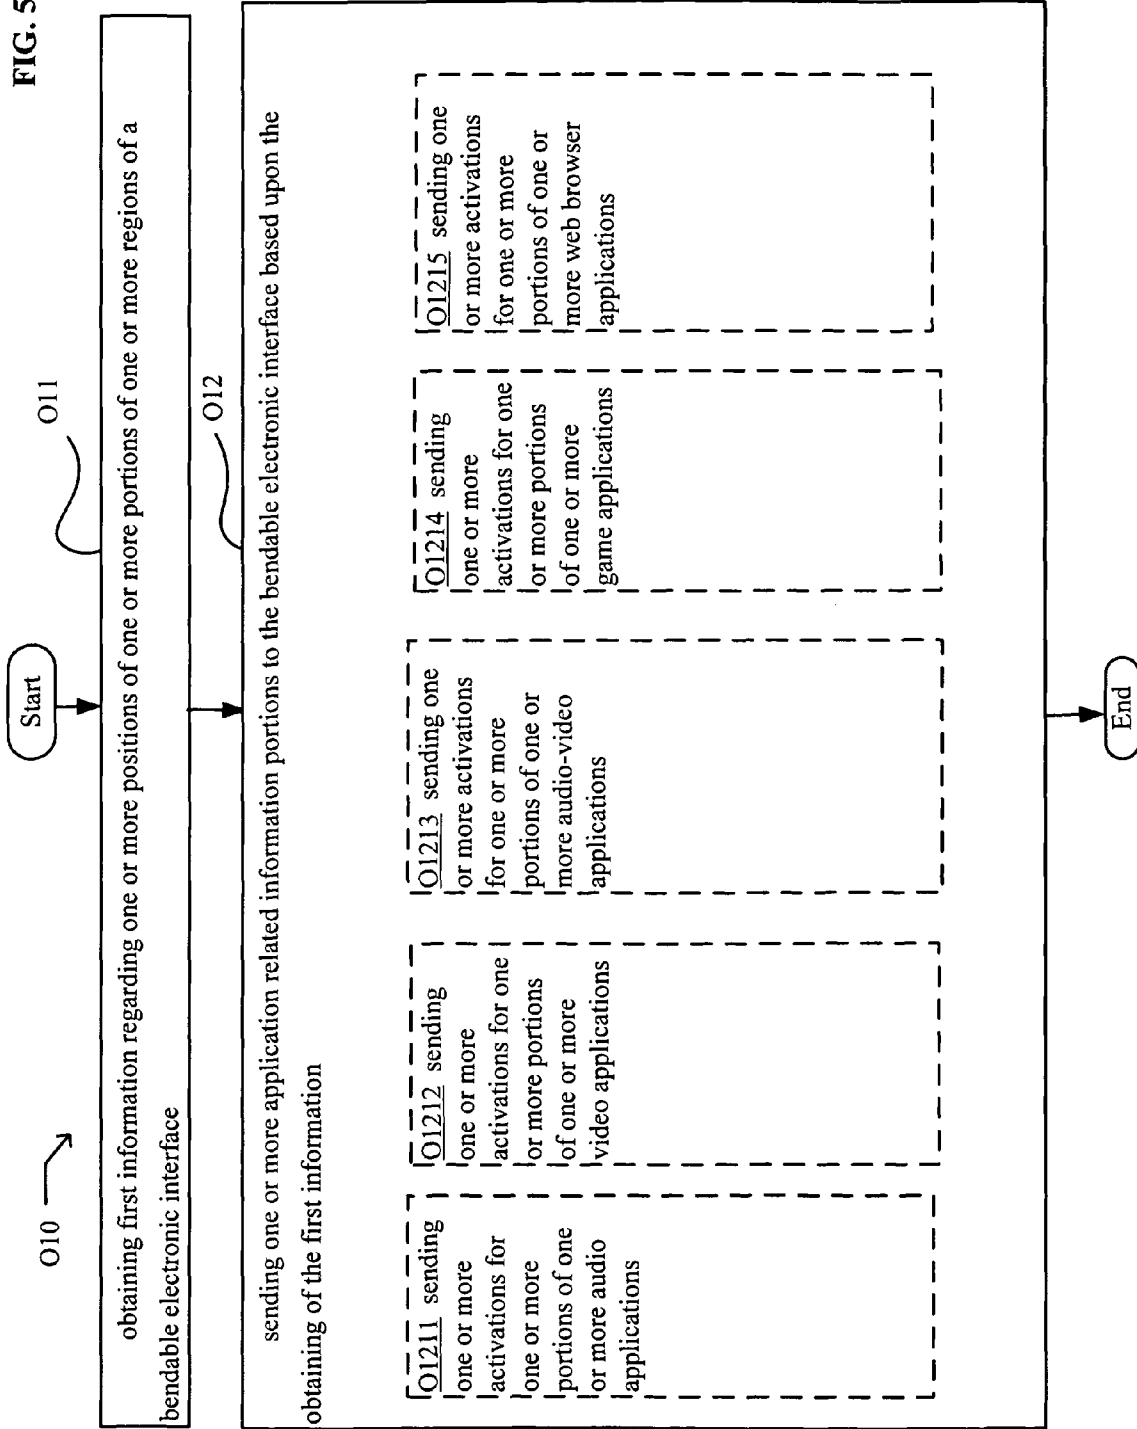 FIG. 5
Start
O10
O11
obtaining first information regarding one or more positions of one or more portions of one or more regions of a
bendable electronic interface
O12
sending one or more application related information portions to the bendable electronic interface based upon the
obtaining of the first information
O1211 sending
one or more
activations for
one or more
portions of one
or more audio
applications
O1212 sending
one or more
activations for one
or more portions
of one or more
video applications
O1213 sending one
or more activations
for one or more
portions of one or
more audio-video
applications
O1214 sending
one or more
activations for one
or more portions
of one or more
game applications
O1215 sending one
or more activations
for one or more
portions of one or
more web browser
applications
End